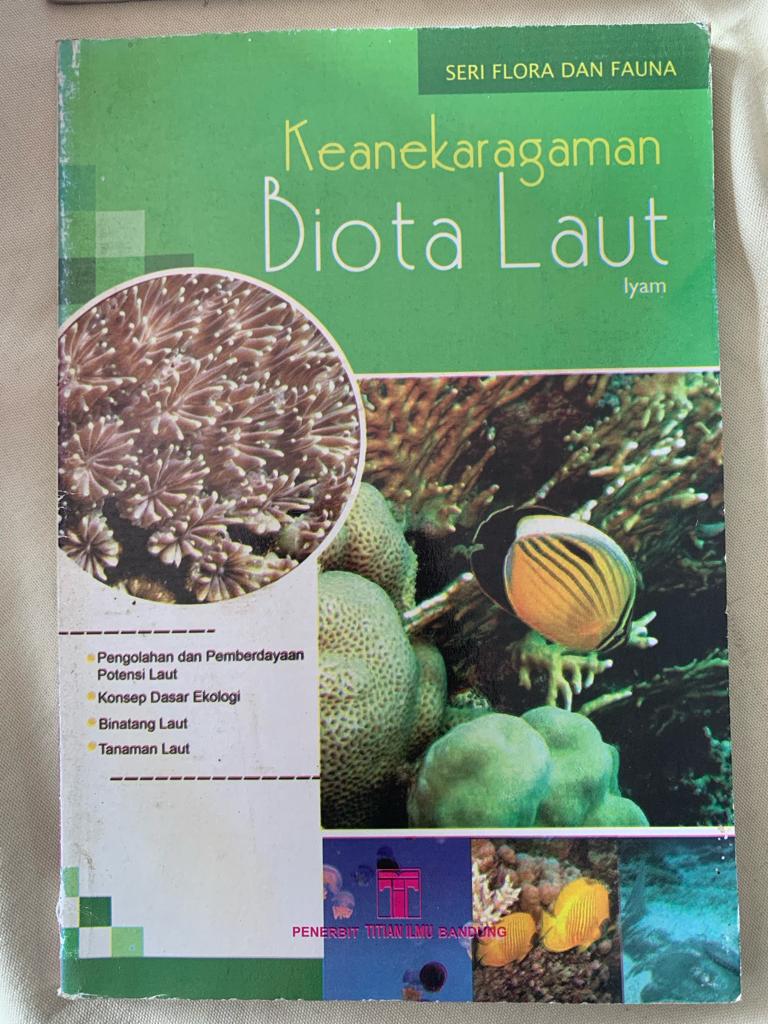 SERI FLORA DAN FAUNA
Keanekaragaman
Biota Laut
Iyam
Pengolahan dan Pemberdayaan
Potensi Laut
Konsep Dasar Ekologi
Binatang Laut
Tanaman Laut
PENERBIT TITIAN ILMU BANDUNG